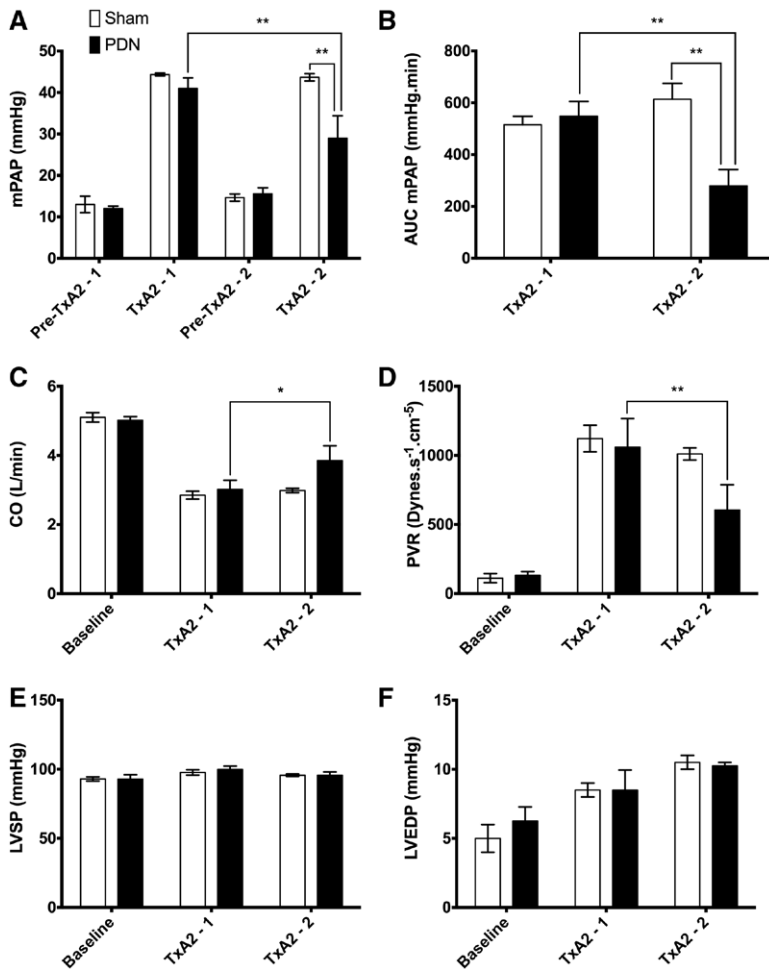 A
Sham
PDN
**
**
mPAP (mmHg)
50
40
30
20
10
0
Pre-TxA2 - 1
TxA2 - 1
Pre-TxA2 - 2
TxA2 - 2
B
**
**
AUC mPAP (mmHg.min)
800
600
400
200
0
TxA2 - 1
TxA2 - 2
C
*
CO (L/min)
6
4
2
0
Baseline
TxA2 - 1
TxA2 - 2
D
**
PVR (Dynes.s⁻¹.cm⁻⁵)
1500
1000
500
0
Baseline
TxA2 - 1
TxA2 - 2
E
LVSP (mmHg)
150
100
50
0
Baseline
TxA2 - 1
TxA2 - 2
F
LVEDP (mmHg)
15
10
5
0
Baseline
TxA2 - 1
TxA2 - 2